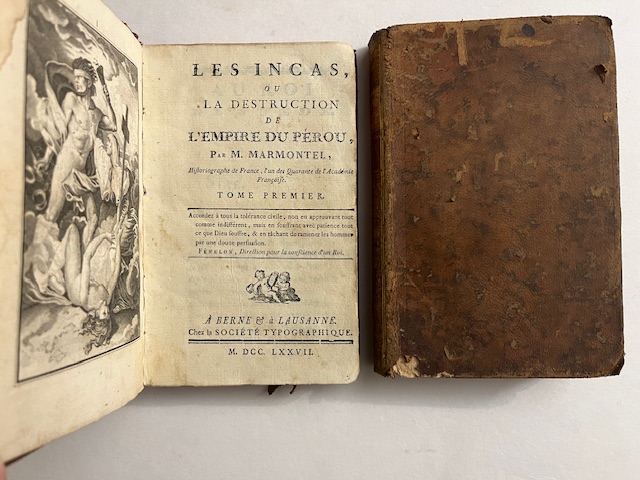 LES INCAS,
OU
LA DESTRUCTION
DE
L'EMPIRE DU PÉROU,
PAR M. MARMONTEL,
Historiographe de France, l'un des Quarante de l'Académie
Françoise.
TOME PREMIER.
Accordez à tous la tolérance civile, non en approuvant tout
comme indifférent, mais en souffrant avec patience tout
ce que Dieu souffre, & en tâchant de ramener les hommes
par une douce persuasion.
FÉNELON, Direction pour la conscience d'un Roi.
À BERNE & à LAUSANNE.
Chez la SOCIÉTÉ TYPOGRAPHIQUE.
M. DCC. LXXVII.